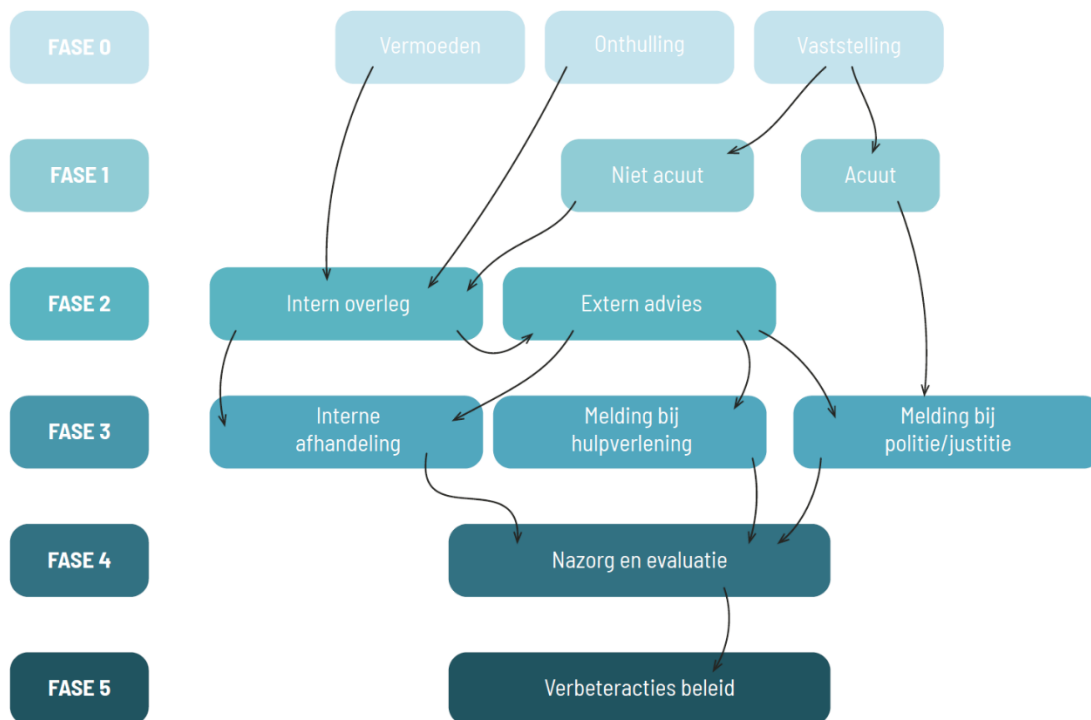 FASE 0
Vermoeden
Onthulling
Vaststelling
FASE 1
Niet acuut
Acuut
FASE 2
Intern overleg
Extern advies
FASE 3
Interne
afhandeling
Melding bij
hulpverlening
Melding bij
politie/justitie
FASE 4
Nazorg en evaluatie
FASE 5
Verbeteracties beleid